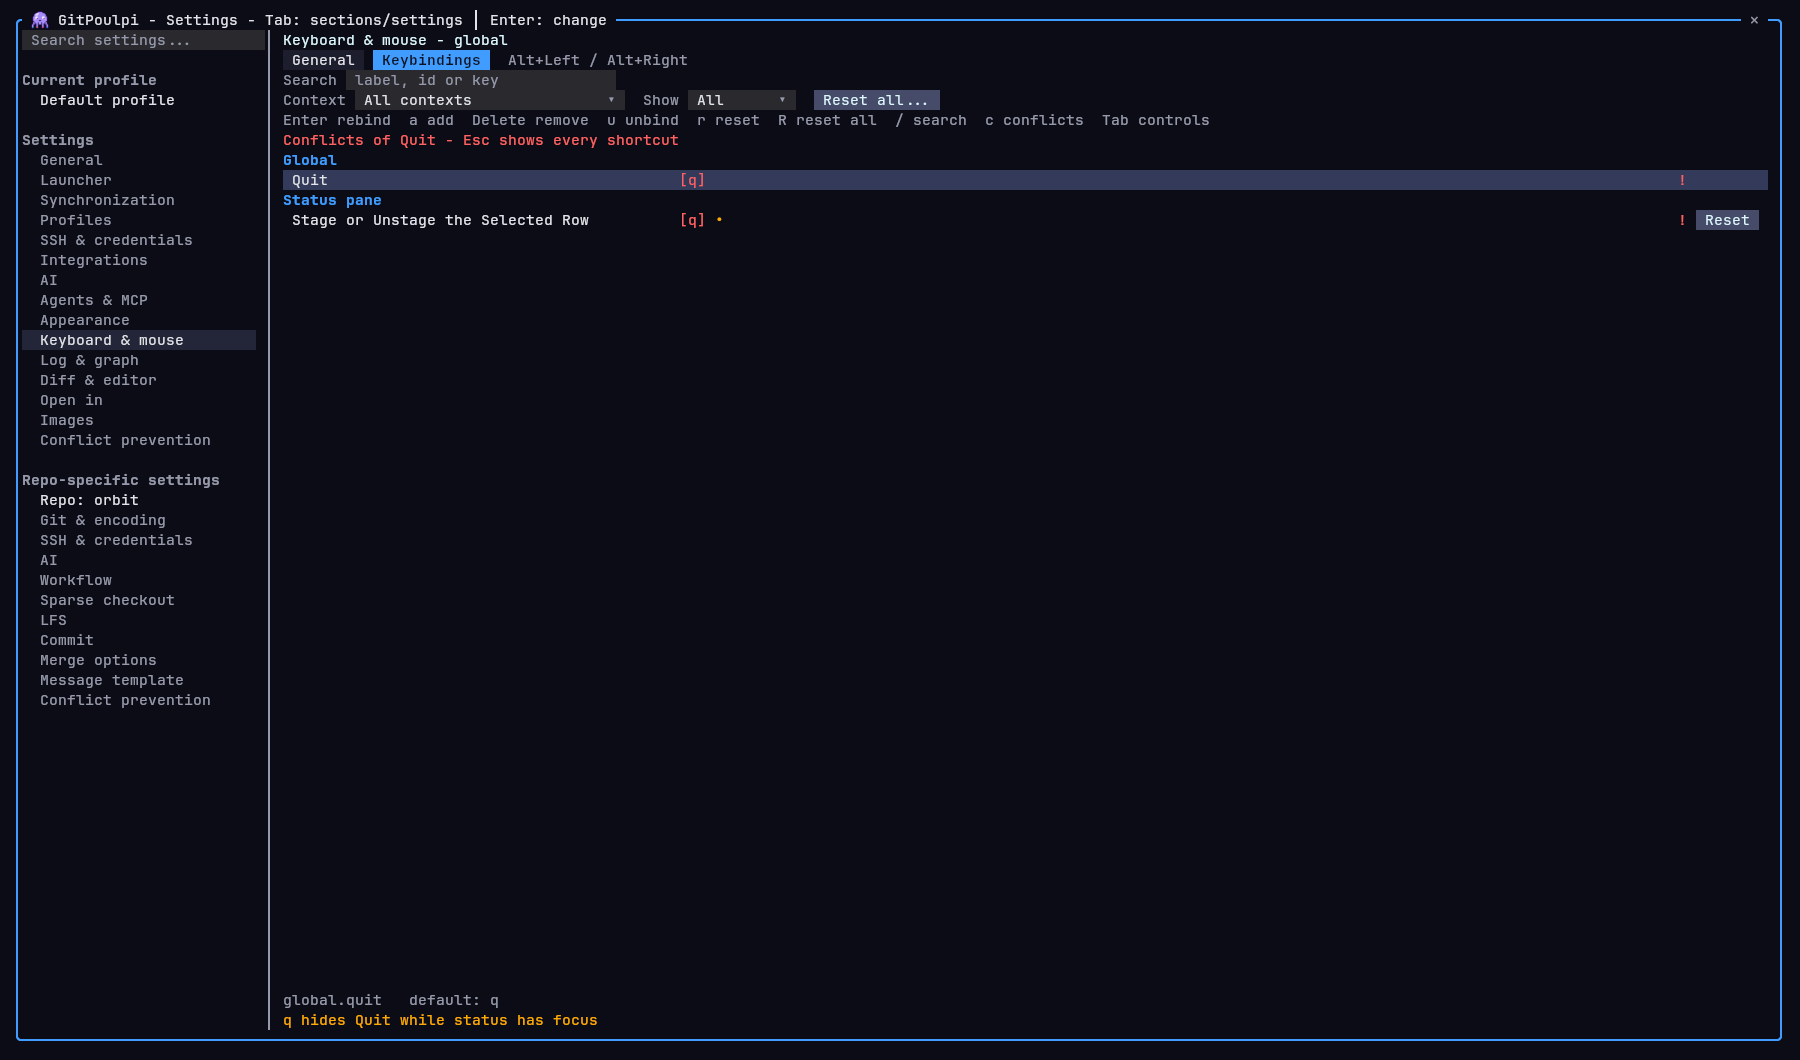 GitPoulpi - Settings - Tab: sections/settings | Enter: change ×
Search settings...
Current profile
Default profile
Settings
General
Launcher
Synchronization
Profiles
SSH & credentials
Integrations
AI
Agents & MCP
Appearance
Keyboard & mouse
Log & graph
Diff & editor
Open in
Images
Conflict prevention
Repo-specific settings
Repo: orbit
Git & encoding
SSH & credentials
AI
Workflow
Sparse checkout
LFS
Commit
Merge options
Message template
Conflict prevention
Keyboard & mouse - global
General Keybindings Alt+Left / Alt+Right
Search label, id or key
Context All contexts ▾ Show All ▾ Reset all...
Enter rebind a add Delete remove u unbind r reset R reset all / search c conflicts Tab controls
Conflicts of Quit - Esc shows every shortcut
Global
Quit [q] !
Status pane
Stage or Unstage the Selected Row [q] • ! Reset
global.quit default: q
q hides Quit while status has focus